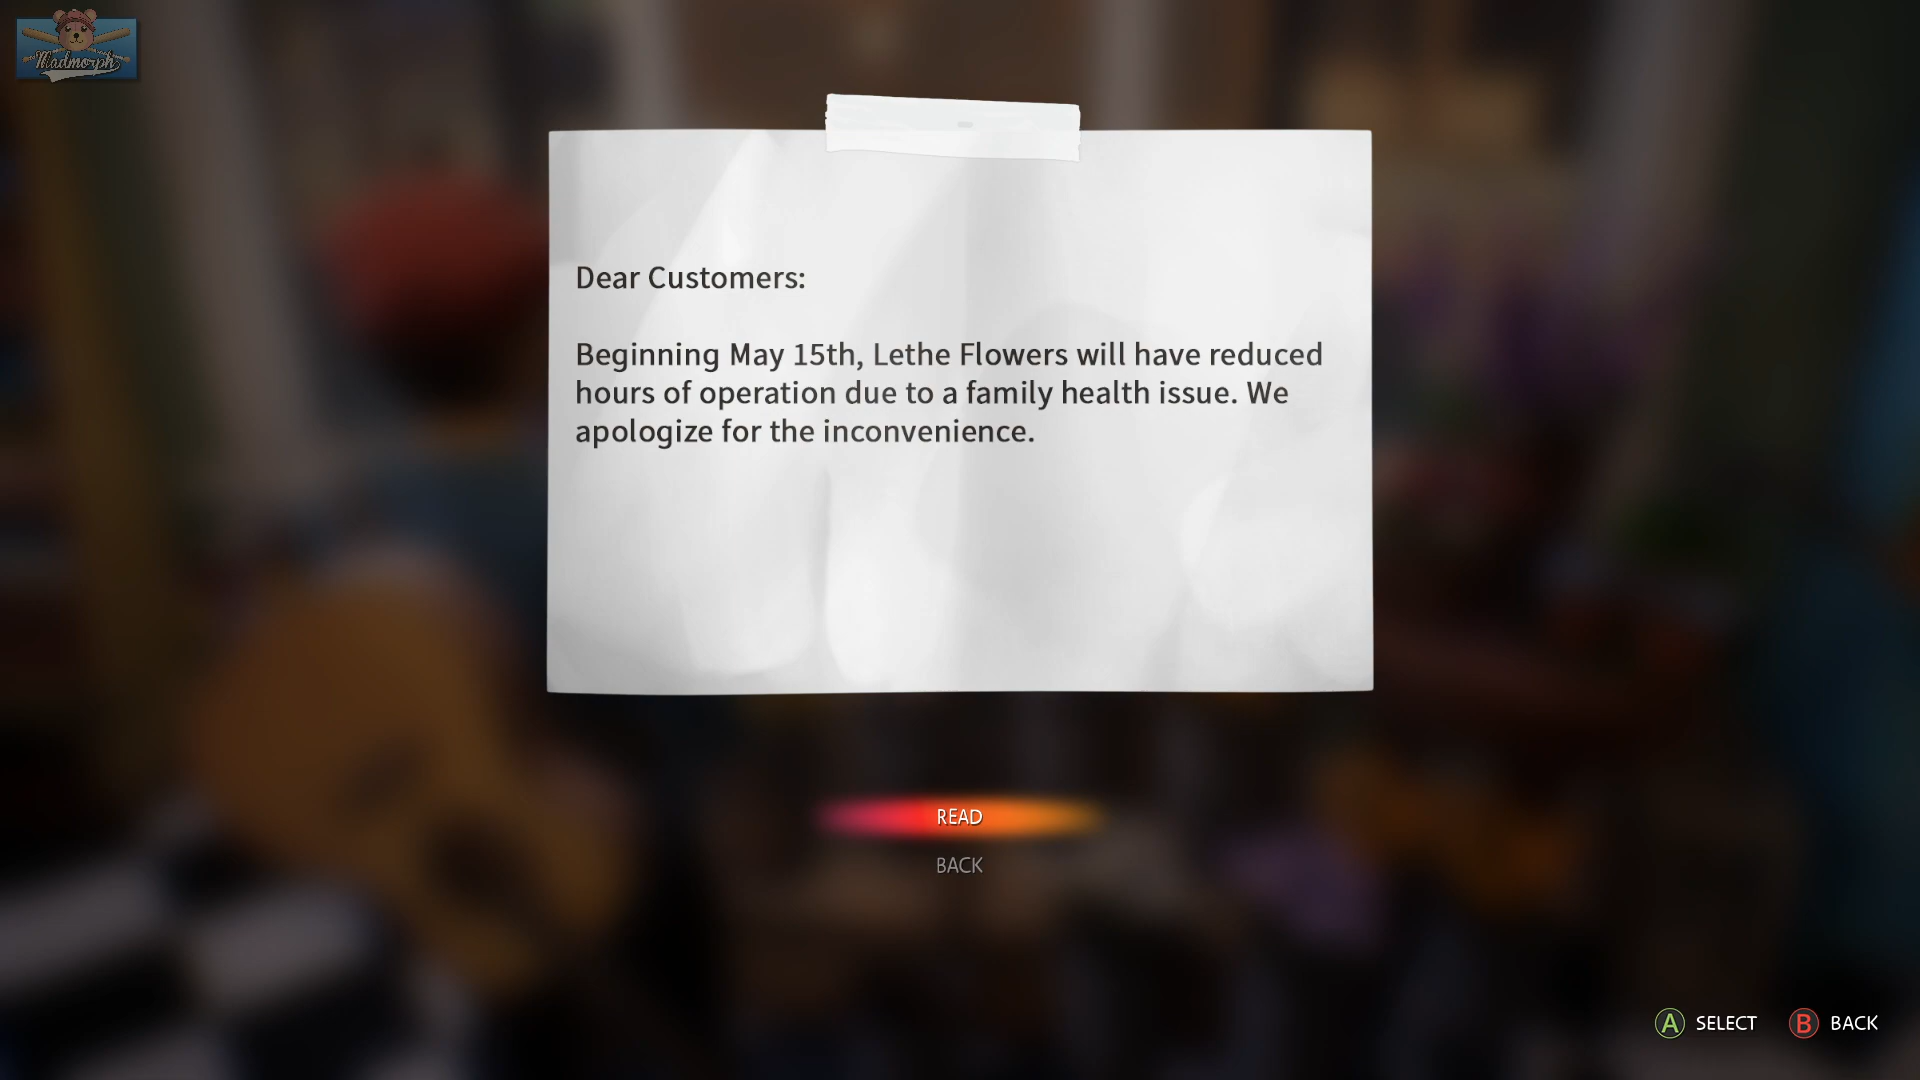 Madmorph
Dear Customers:
Beginning May 15th, Lethe Flowers will have reduced
hours of operation due to a family health issue. We
apologize for the inconvenience.
READ
BACK
A SELECT B BACK